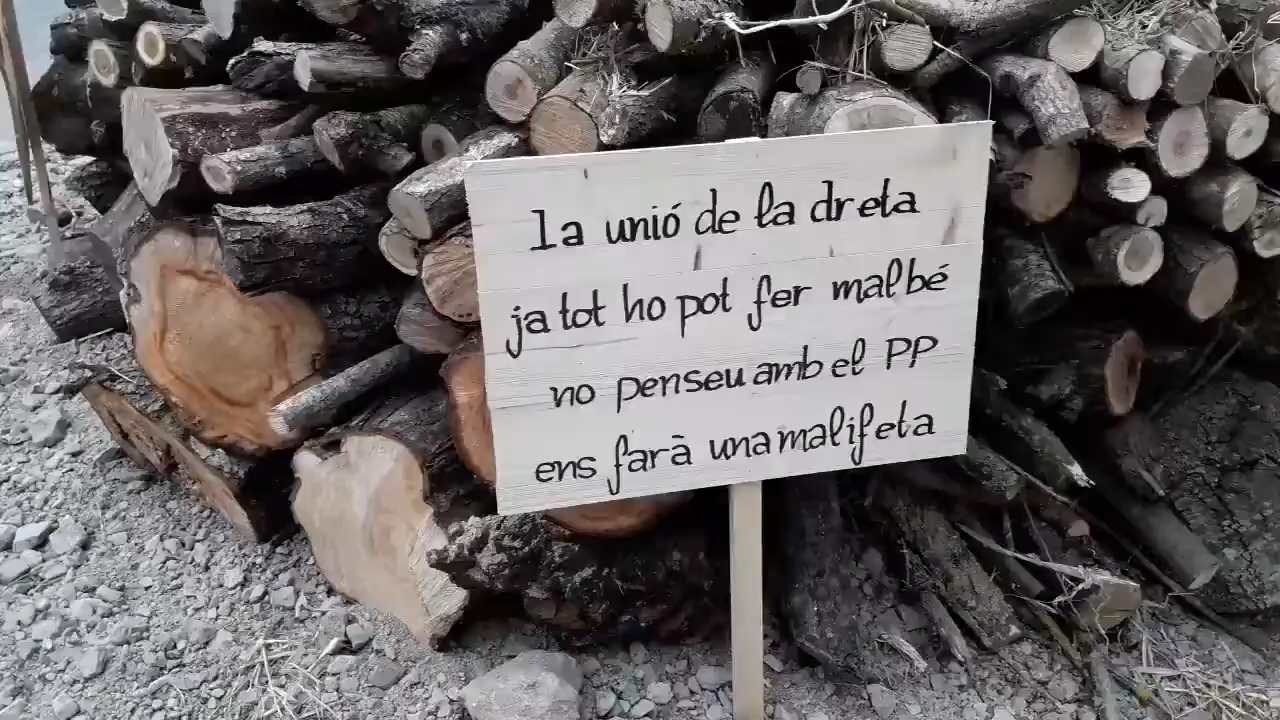 la unió de la dreta
ja tot ho pot fer malbé
no penseu amb el PP
ens farà una malifeta